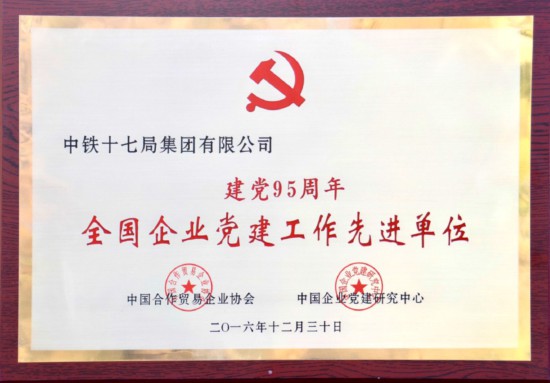 中铁十七局集团有限公司
建党95周年
全国企业党建工作先进单位
中国合作贸易企业协会 中国企业党建研究中心
二〇一六年十二月三十日